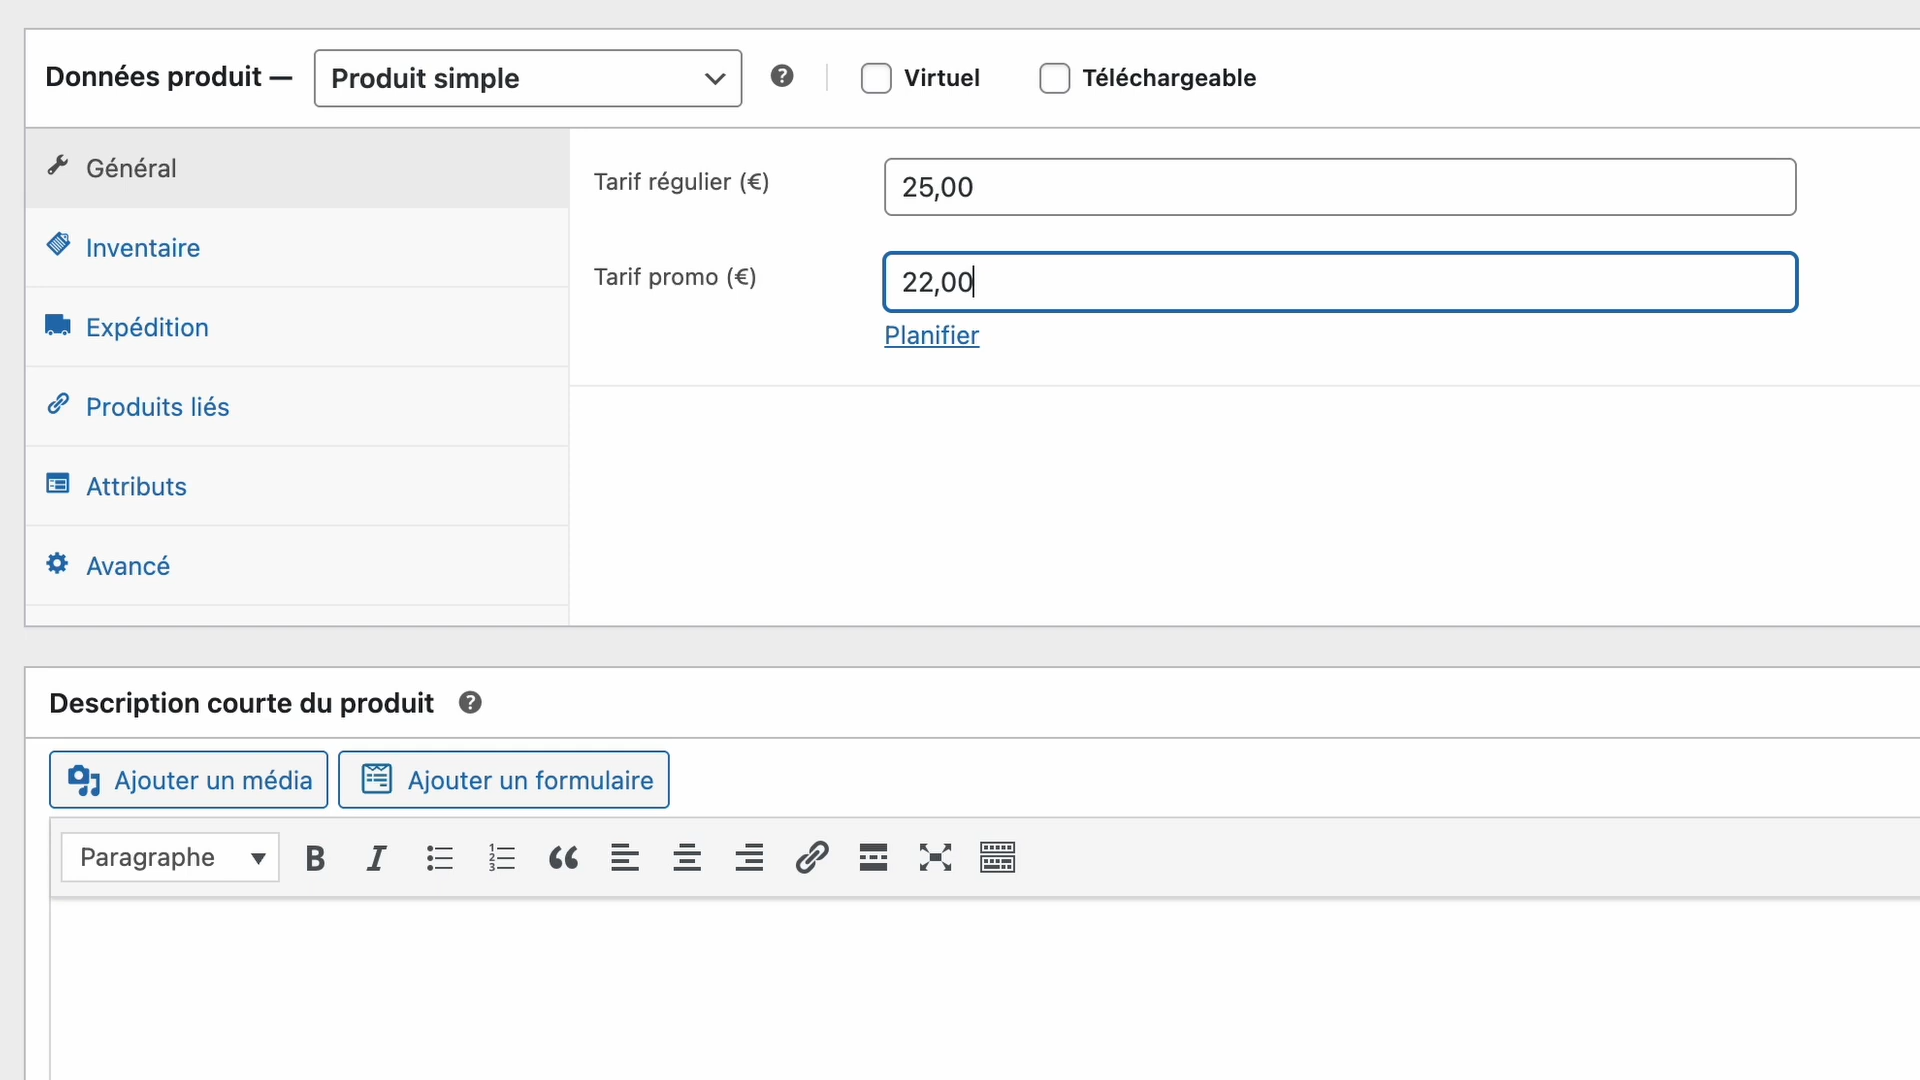 Données produit — Produit simple Virtuel Téléchargeable
Général
Inventaire
Expédition
Produits liés
Attributs
Avancé
Tarif régulier (€) 25,00
Tarif promo (€) 22,00
Planifier
Description courte du produit
Ajouter un média Ajouter un formulaire
Paragraphe